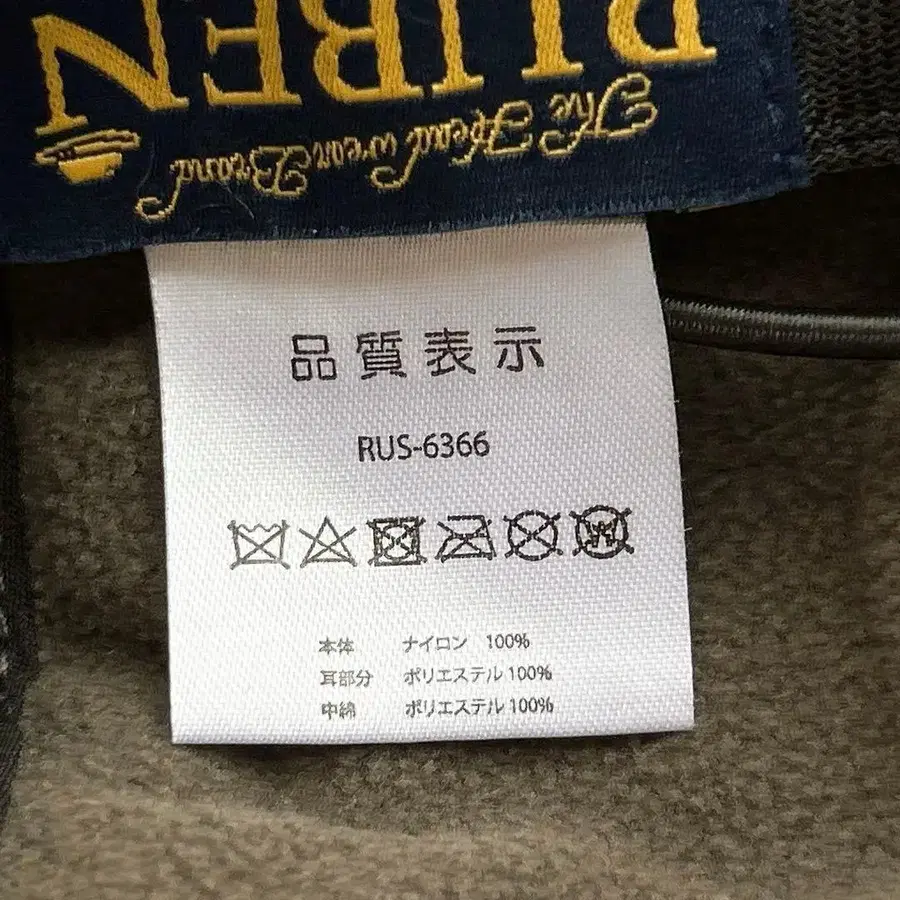 RUBEN
The Head wear Brand
品質表示
RUS-6366
本体 ナイロン 100%
耳部分 ポリエステル 100%
中綿 ポリエステル 100%